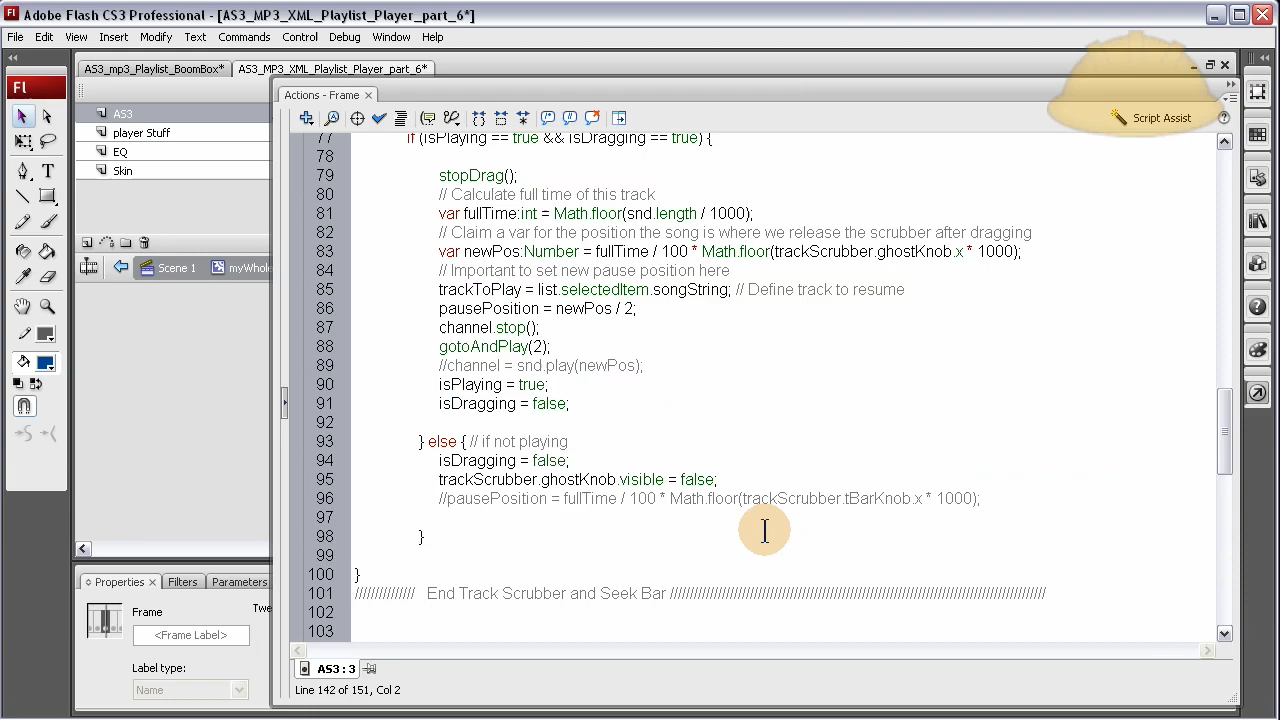 Adobe Flash CS3 Professional - [AS3_MP3_XML_Playlist_Player_part_6*]
File Edit View Insert Modify Text Commands Control Debug Window Help
AS3_mp3_Playlist_BoomBox* AS3_MP3_XML_Playlist_Player_part_6*
Fl
Actions - Frame
AS3
Script Assist
player Stuff
EQ
Skin
Scene 1 myWhole
77 if (isPlaying == true && isDragging == true) {
78
79 stopDrag();
80 // Calculate full time of this track
81 var fullTime:int = Math.floor(snd.length / 1000);
82 // Claim a var for the position the song is where we release the scrubber after dragging
83 var newPos:Number = fullTime / 100 * Math.floor(trackScrubber.ghostKnob.x * 1000);
84 // Important to set new pause position here
85 trackToPlay = list.selectedItem.songString; // Define track to resume
86 pausePosition = newPos / 2;
87 channel.stop();
88 gotoAndPlay(2);
89 //channel = snd.play(newPos);
90 isPlaying = true;
91 isDragging = false;
92
93 } else { // if not playing
94 isDragging = false;
95 trackScrubber.ghostKnob.visible = false;
96 //pausePosition = fullTime / 100 * Math.floor(trackScrubber.tBarKnob.x * 1000);
97
98 }
99
100 }
101 ////////////// End Track Scrubber and Seek Bar ////////////////////////////////////////////////////////////////////////////////////
102
103
Properties Filters Parameters
Frame
<Frame Label>
Label type:
Name
AS3 : 3
Line 142 of 151, Col 2